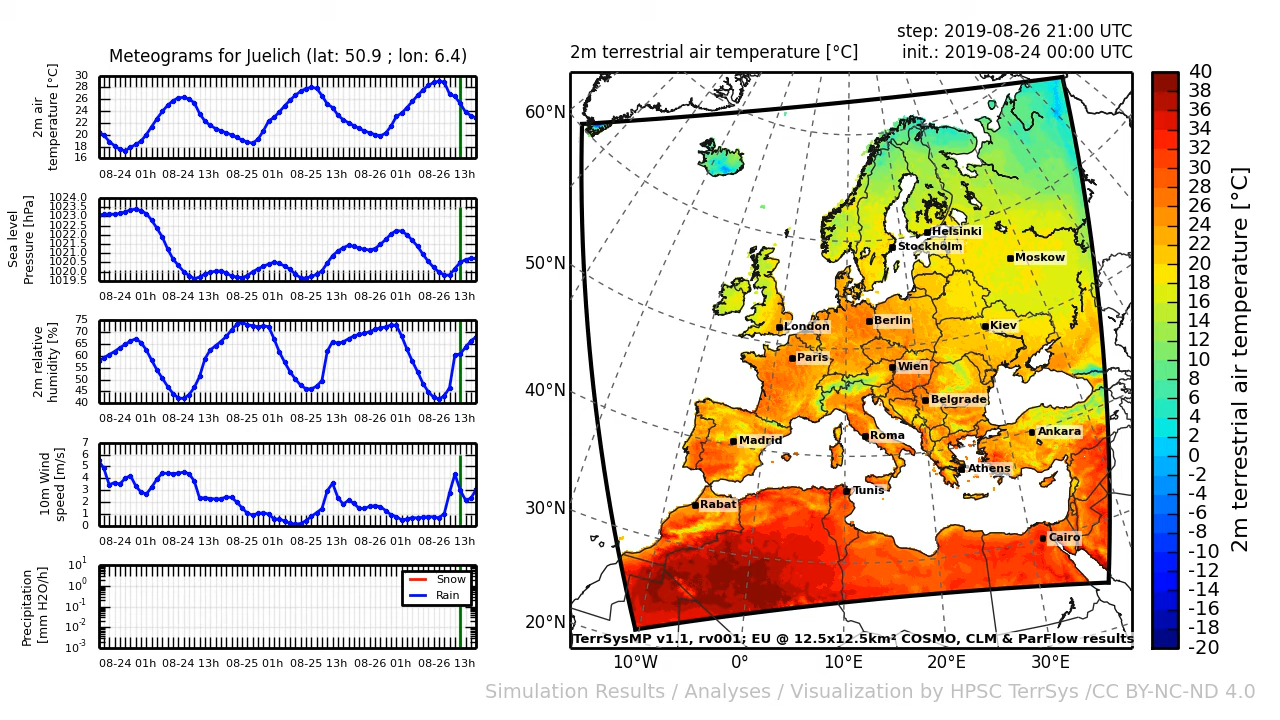 Meteograms for Juelich (lat: 50.9 ; lon: 6.4)
2m air
temperature [°C]
30
28
26
24
22
20
18
16
08-24 01h 08-24 13h 08-25 01h 08-25 13h 08-26 01h 08-26 13h
Sea level
Pressure [hPa]
1024.0
1023.5
1023.0
1022.5
1022.0
1021.5
1021.0
1020.5
1020.0
1019.5
08-24 01h 08-24 13h 08-25 01h 08-25 13h 08-26 01h 08-26 13h
2m relative
humidity [%]
75
70
65
60
55
50
45
40
08-24 01h 08-24 13h 08-25 01h 08-25 13h 08-26 01h 08-26 13h
10m Wind
speed [m/s]
7
6
5
4
3
2
1
0
08-24 01h 08-24 13h 08-25 01h 08-25 13h 08-26 01h 08-26 13h
Precipitation
[mm H2O/h]
10¹
10⁰
10⁻¹
10⁻²
10⁻³
Snow
Rain
08-24 01h 08-24 13h 08-25 01h 08-25 13h 08-26 01h 08-26 13h
step: 2019-08-26 21:00 UTC
2m terrestrial air temperature [°C] init.: 2019-08-24 00:00 UTC
60°N
50°N
40°N
30°N
20°N
Helsinki
Stockholm
Moskow
London
Berlin
Kiev
Paris
Wien
Belgrade
Madrid
Roma
Ankara
Athens
Tunis
Rabat
Cairo
TerrSysMP v1.1, rv001; EU @ 12.5x12.5km² COSMO, CLM & ParFlow results
10°W 0° 10°E 20°E 30°E
40
38
36
34
32
30
28
26
24
22
20
18
16
14
12
10
8
6
4
2
0
-2
-4
-6
-8
-10
-12
-14
-16
-18
-20
2m terrestrial air temperature [°C]
Simulation Results / Analyses / Visualization by HPSC TerrSys /CC BY-NC-ND 4.0